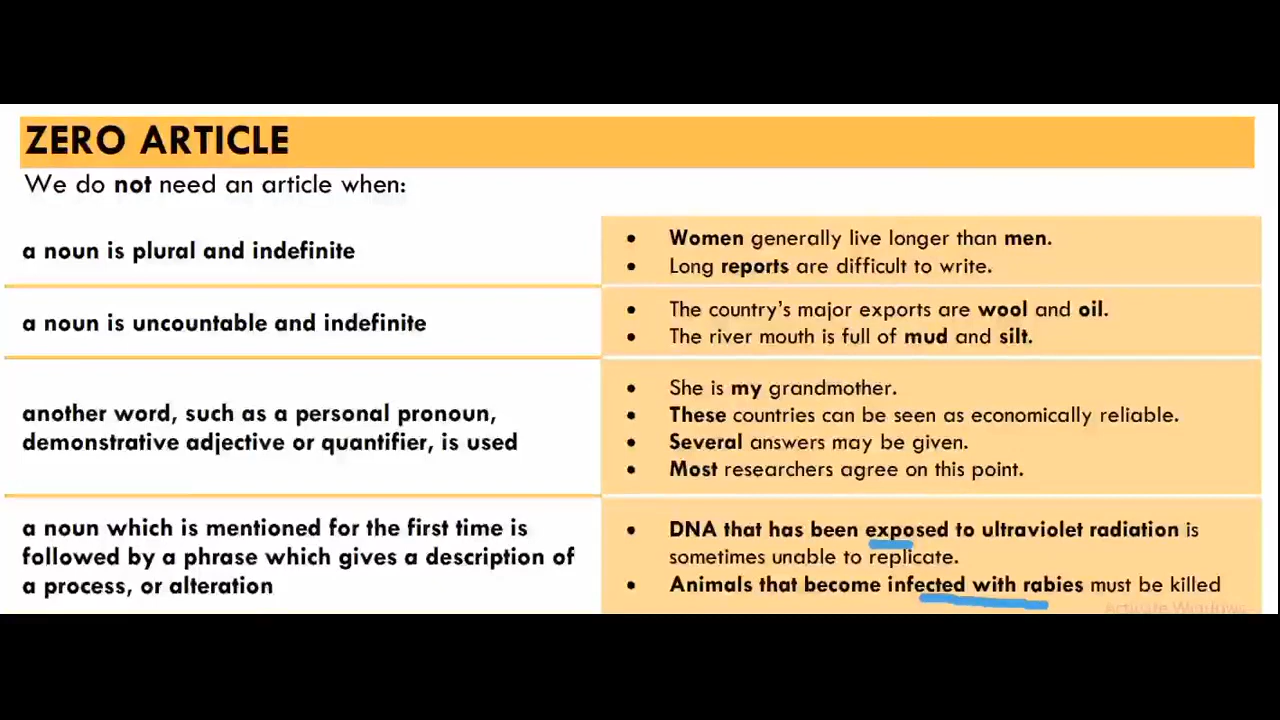 ZERO ARTICLE
We do not need an article when:
a noun is plural and indefinite
• Women generally live longer than men.
• Long reports are difficult to write.
a noun is uncountable and indefinite
• The country's major exports are wool and oil.
• The river mouth is full of mud and silt.
another word, such as a personal pronoun,
demonstrative adjective or quantifier, is used
• She is my grandmother.
• These countries can be seen as economically reliable.
• Several answers may be given.
• Most researchers agree on this point.
a noun which is mentioned for the first time is
followed by a phrase which gives a description of
a process, or alteration
• DNA that has been exposed to ultraviolet radiation is
sometimes unable to replicate.
• Animals that become infected with rabies must be killed
Activate Windows